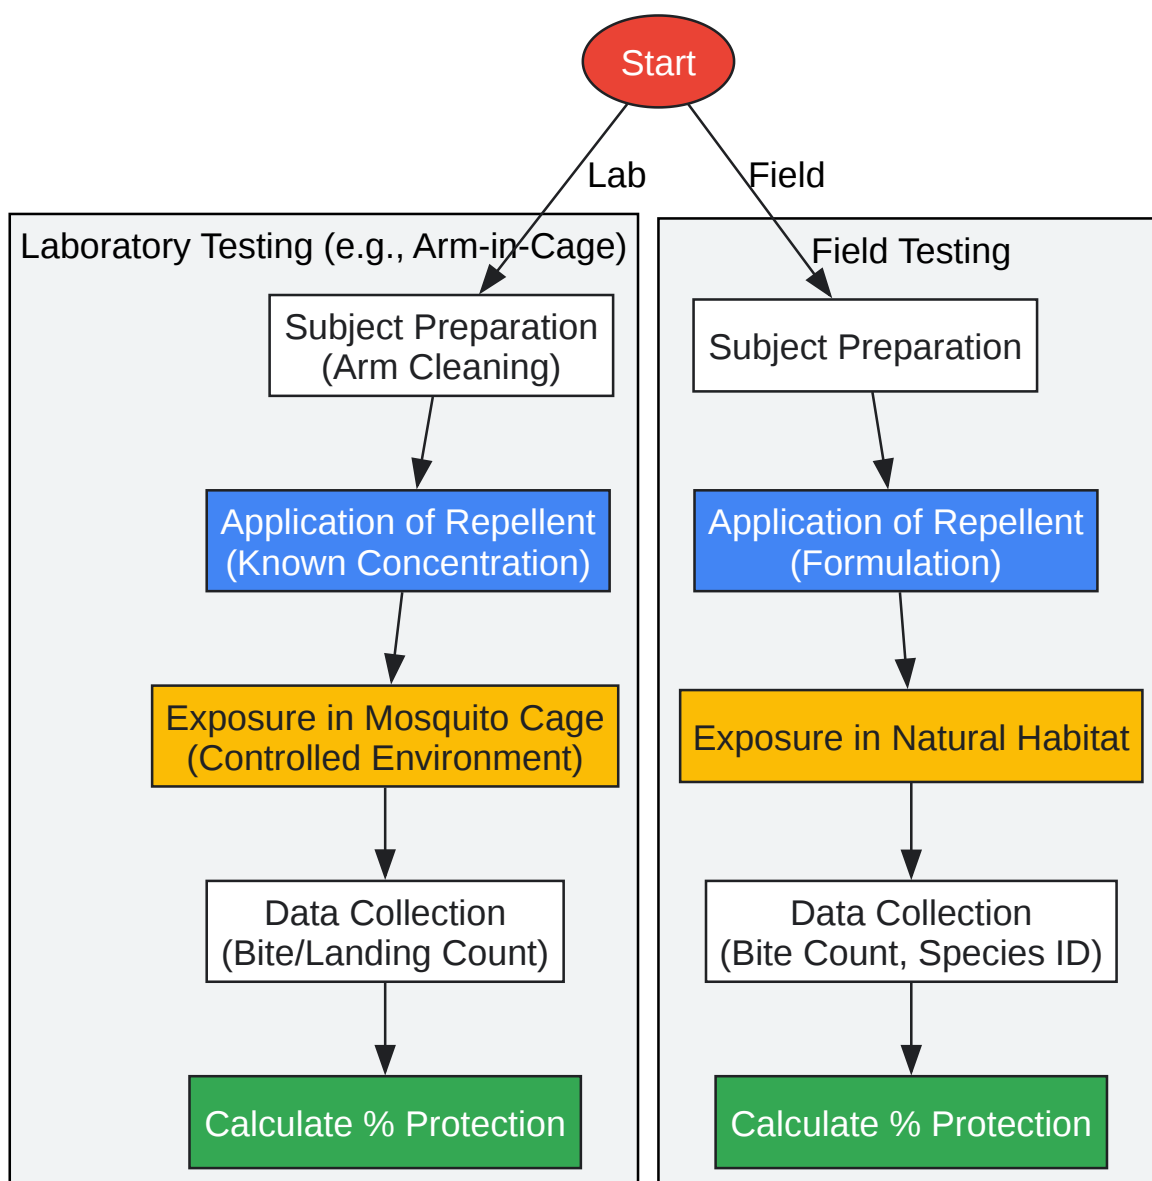 Start
Lab
Field
Laboratory Testing (e.g., Arm-in-Cage)
Subject Preparation
(Arm Cleaning)
Application of Repellent
(Known Concentration)
Exposure in Mosquito Cage
(Controlled Environment)
Data Collection
(Bite/Landing Count)
Calculate % Protection
Field Testing
Subject Preparation
Application of Repellent
(Formulation)
Exposure in Natural Habitat
Data Collection
(Bite Count, Species ID)
Calculate % Protection